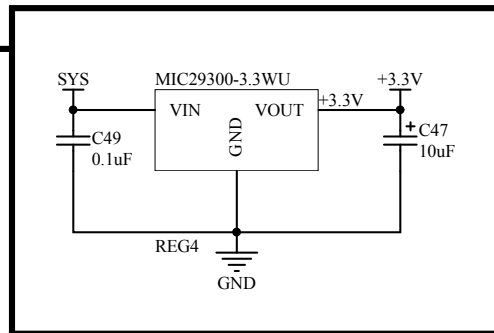 SYS
MIC29300-3.3WU
+3.3V
VIN
VOUT
+3.3V
GND
C49
0.1uF
+
C47
10uF
REG4
GND